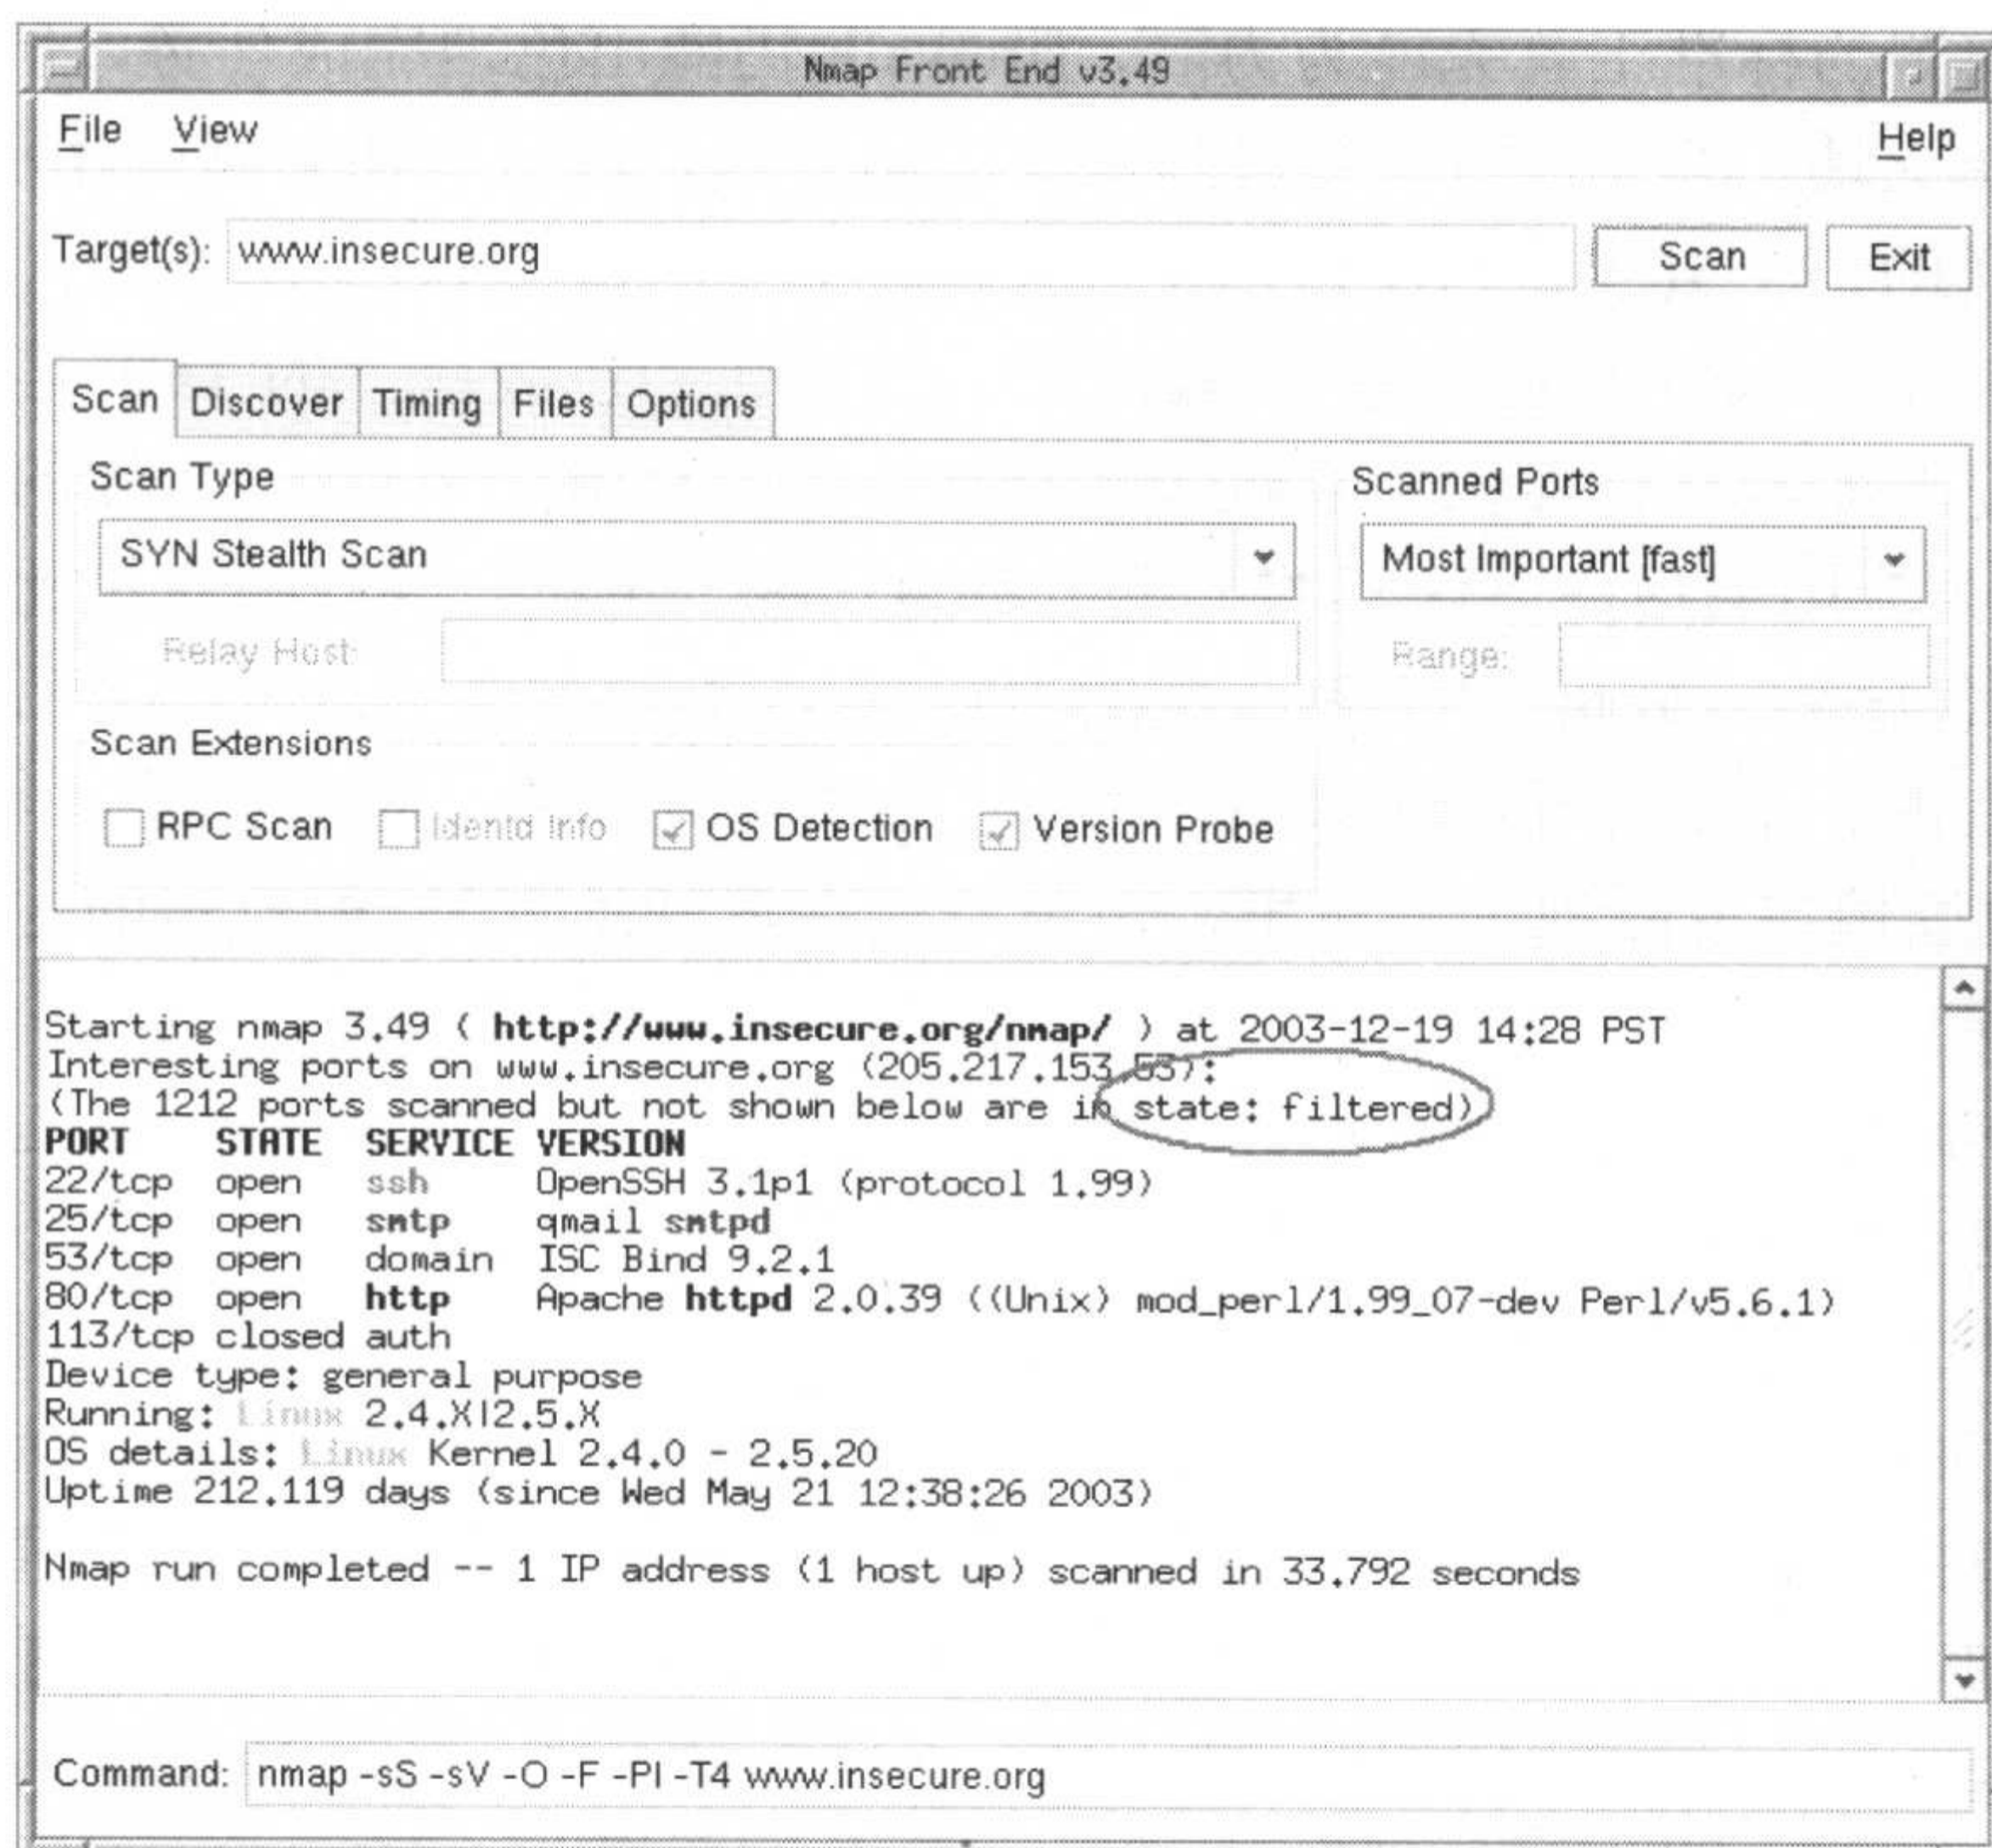 Nmap Front End v3.49
File View Help
Target(s): www.insecure.org Scan Exit
Scan Discover Timing Files Options
Scan Type Scanned Ports
SYN Stealth Scan Most Important [fast]
Relay Host: Range:
Scan Extensions
RPC Scan Identd Info OS Detection Version Probe
Starting nmap 3.49 ( http://www.insecure.org/nmap/ ) at 2003-12-19 14:28 PST
Interesting ports on www.insecure.org (205.217.153.53):
(The 1212 ports scanned but not shown below are in state: filtered)
PORT STATE SERVICE VERSION
22/tcp open ssh OpenSSH 3.1p1 (protocol 1.99)
25/tcp open smtp qmail smtpd
53/tcp open domain ISC Bind 9.2.1
80/tcp open http Apache httpd 2.0.39 ((Unix) mod_perl/1.99_07-dev Perl/v5.6.1)
113/tcp closed auth
Device type: general purpose
Running: Linux 2.4.X|2.5.X
OS details: Linux Kernel 2.4.0 - 2.5.20
Uptime 212.119 days (since Wed May 21 12:38:26 2003)
Nmap run completed -- 1 IP address (1 host up) scanned in 33.792 seconds
Command: nmap -sS -sV -O -F -PI -T4 www.insecure.org